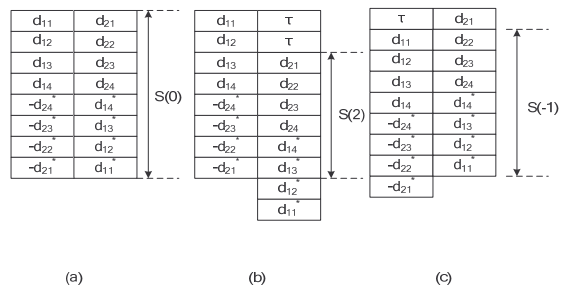 d₁₁ d₂₁ d₁₁ τ τ d₂₁
d₁₂ d₂₂ d₁₂ τ d₁₁ d₂₂
d₁₃ d₂₃ d₁₃ d₂₁ d₁₂ d₂₃
d₁₄ d₂₄ d₁₄ d₂₂ d₁₃ d₂₄
-d₂₄* d₁₄* S(0) -d₂₄* d₂₃ S(2) d₁₄ d₁₄* S(-1)
-d₂₃* d₁₃* -d₂₃* d₂₄ -d₂₄* d₁₃*
-d₂₂* d₁₂* -d₂₂* d₁₄* -d₂₃* d₁₂*
-d₂₁* d₁₁* -d₂₁* d₁₃* -d₂₂* d₁₁*
d₁₂* -d₂₁*
d₁₁*
(a) (b) (c)